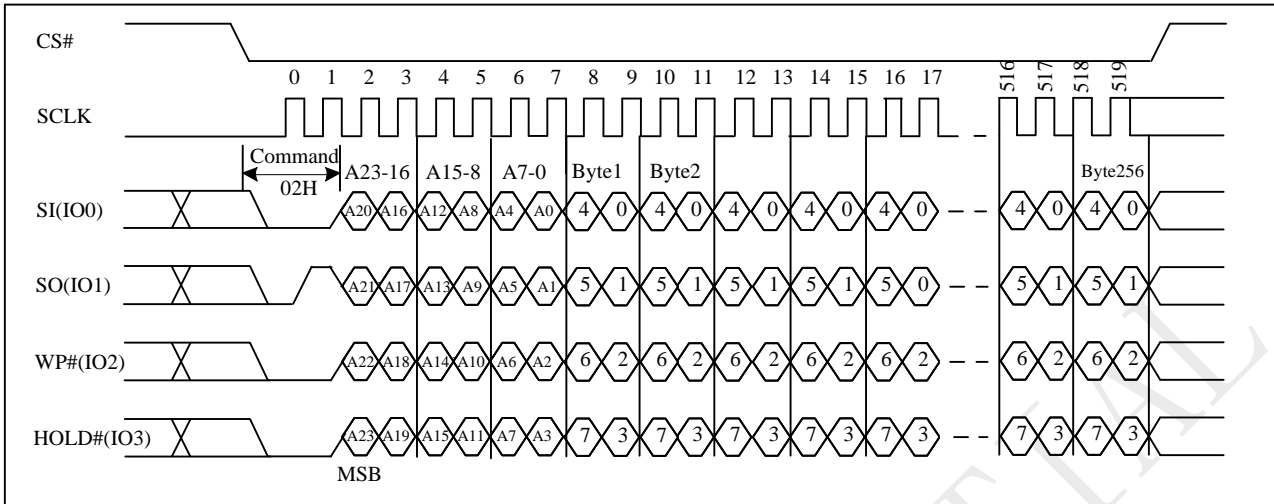 CS#
0 1 2 3 4 5 6 7 8 9 10 11 12 13 14 15 16 17 516 517 518 519
SCLK
Command
02H
A23-16 A15-8 A7-0 Byte1 Byte2 Byte256
SI(IO0) A20 A16 A12 A8 A4 A0 4 0 4 0 4 0 4 0 4 0 4 0 4 0
SO(IO1) A21 A17 A13 A9 A5 A1 5 1 5 1 5 1 5 1 5 0 5 1 5 1
WP#(IO2) A22 A18 A14 A10 A6 A2 6 2 6 2 6 2 6 2 6 2 6 2 6 2
HOLD#(IO3) A23 A19 A15 A11 A7 A3 7 3 7 3 7 3 7 3 7 3 7 3 7 3
MSB
TIAL